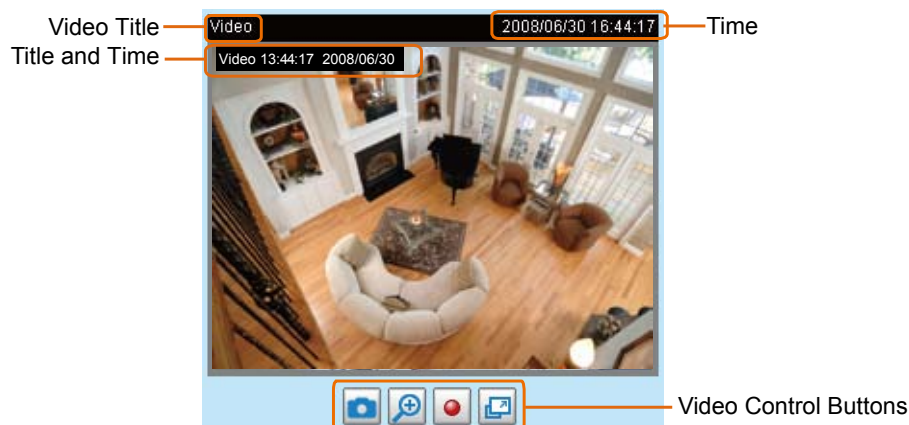 Video Title
Video
2008/06/30 16:44:17
Time
Title and Time
Video 13:44:17 2008/06/30
Video Control Buttons